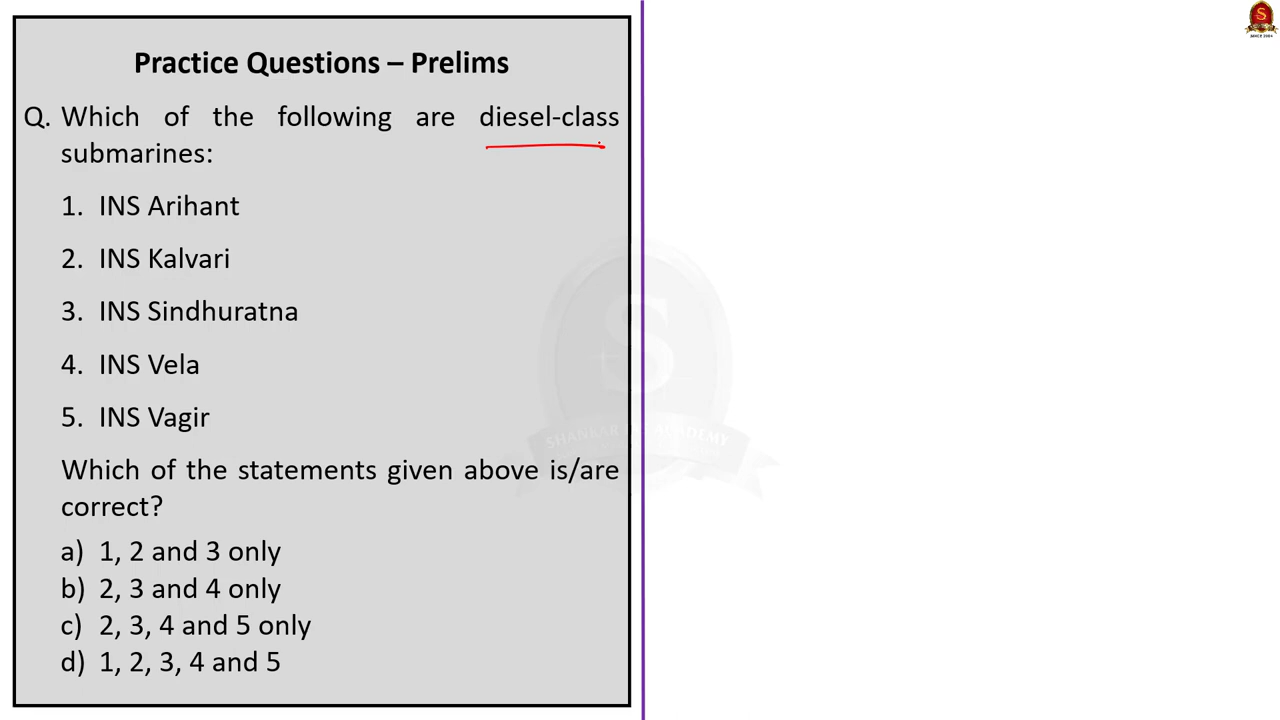 Practice Questions – Prelims
Q. Which of the following are diesel-class
submarines:
1. INS Arihant
2. INS Kalvari
3. INS Sindhuratna
4. INS Vela
5. INS Vagir
Which of the statements given above is/are
correct?
a) 1, 2 and 3 only
b) 2, 3 and 4 only
c) 2, 3, 4 and 5 only
d) 1, 2, 3, 4 and 5
S
SHANKAR IAS ACADEMY
S